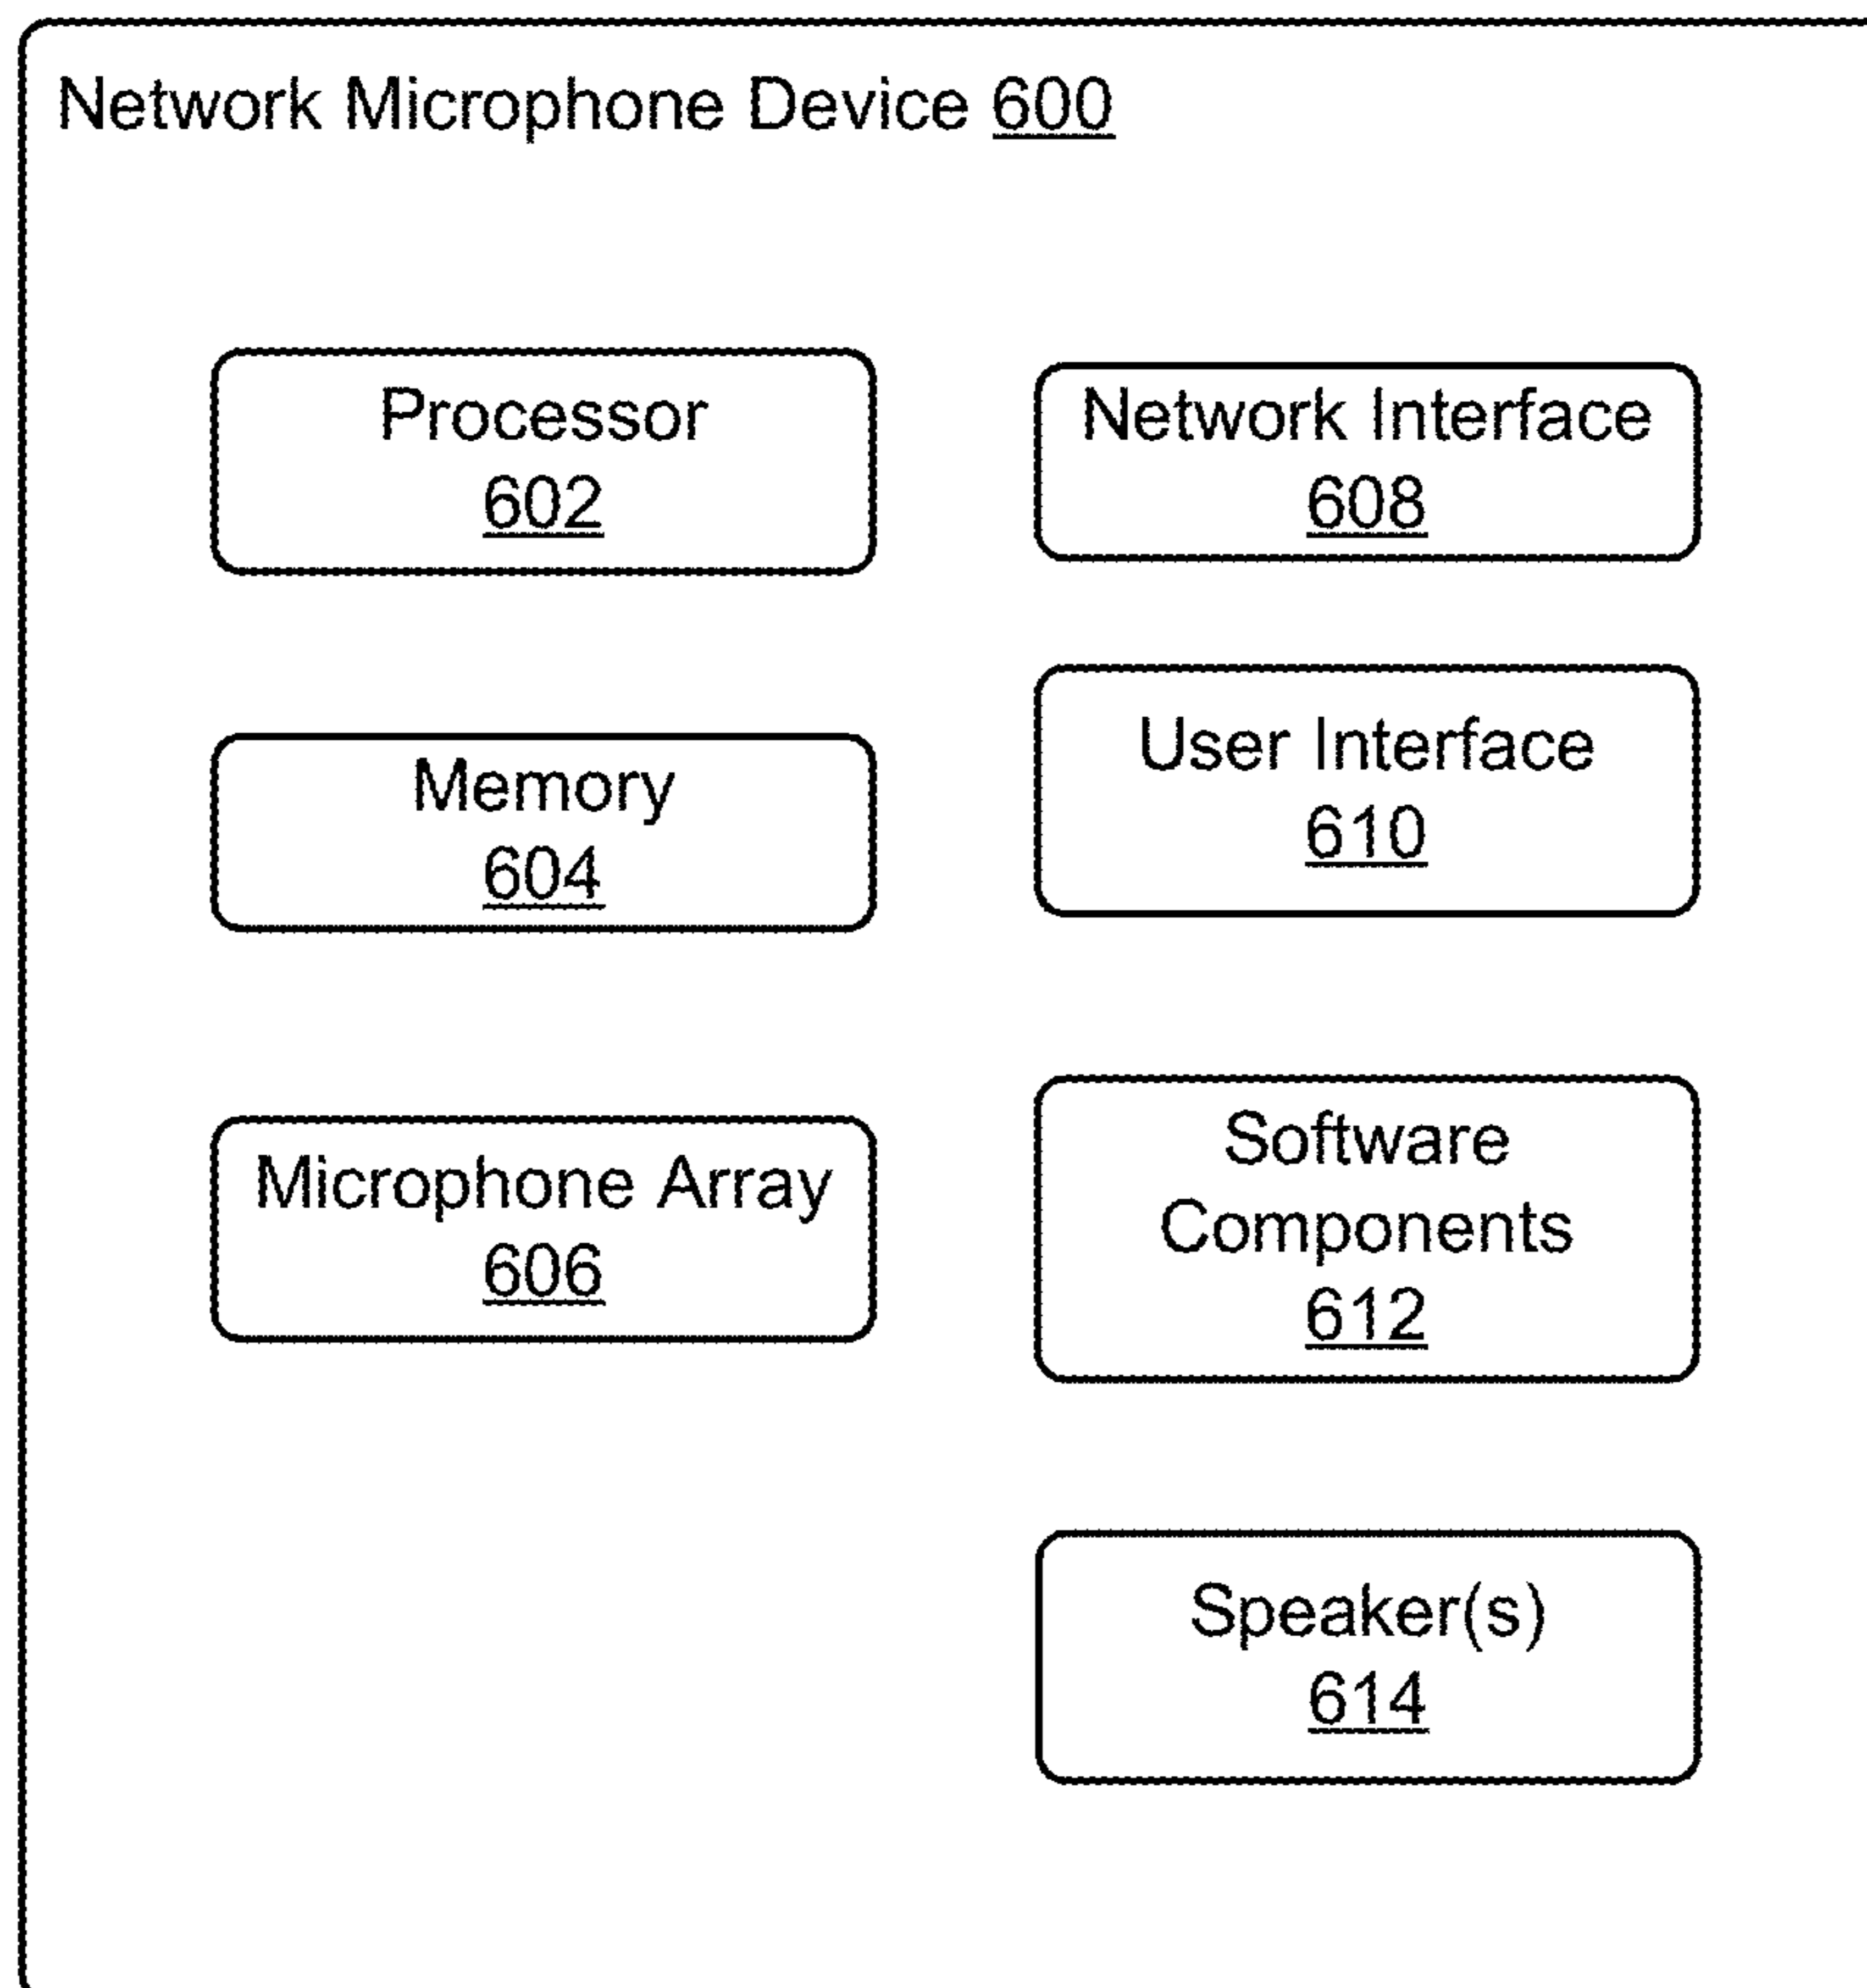 Network Microphone Device 600
Processor
602
Memory
604
Microphone Array
606
Network Interface
608
User Interface
610
Software
Components
612
Speaker(s)
614